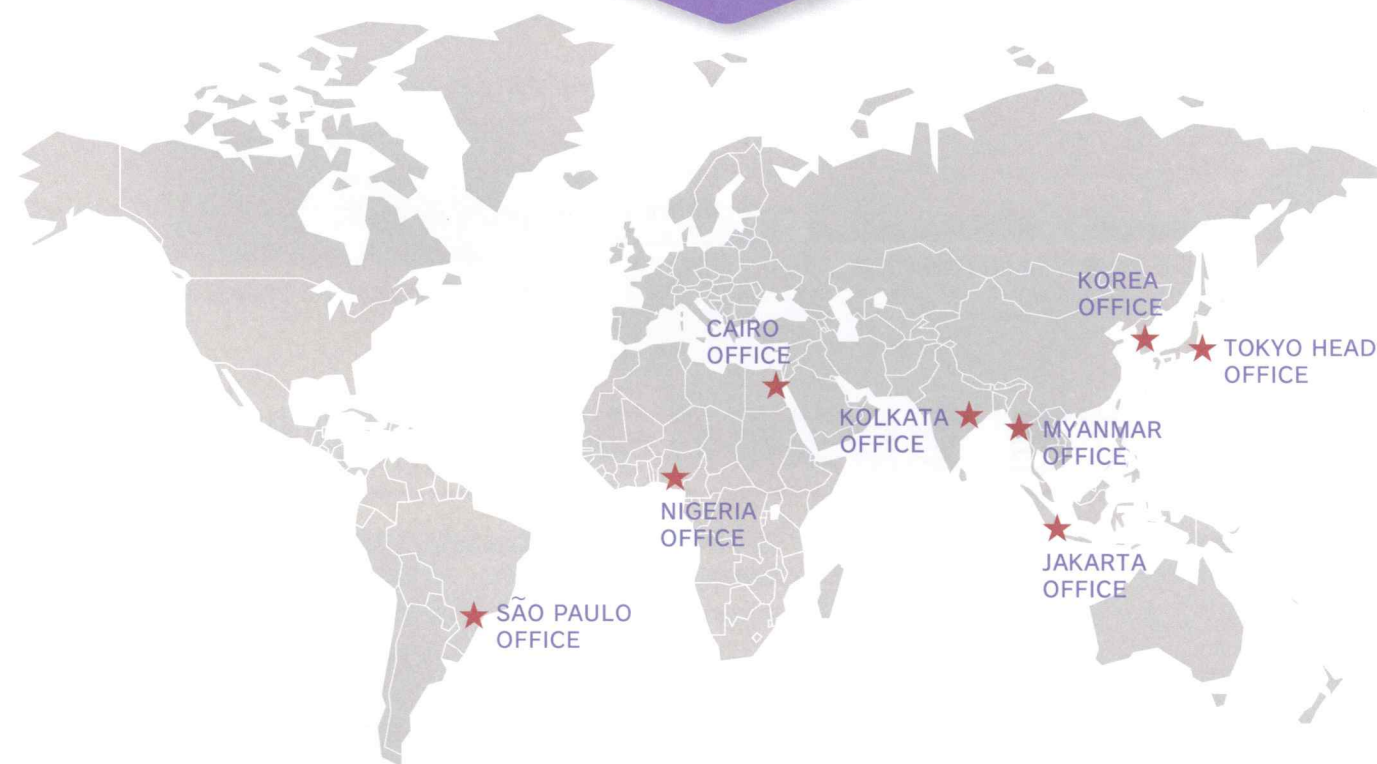 KOREA
OFFICE
CAIRO
OFFICE
TOKYO HEAD
OFFICE
KOLKATA
OFFICE
MYANMAR
OFFICE
NIGERIA
OFFICE
JAKARTA
OFFICE
SÃO PAULO
OFFICE